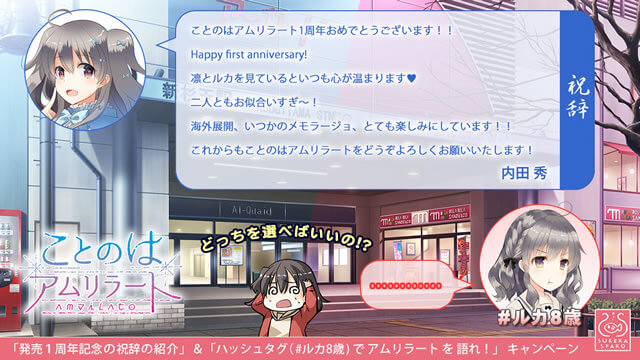 ことのはアムリラート1周年おめでとうございます！！
Happy first anniversary!
凛とルカを見ているといつも心が温まります♥
二人ともお似合いすぎ～！
海外展開、いつかのメモラージョ、とても楽しみにしています！！
これからもことのはアムリラートをどうぞよろしくお願いいたします！
内田 秀
祝辞
Al-Quaid
どっちを選べばいいの!?
ことのは
アムリラート
AMRILATO
••••••••••••
#ルカ8歳
SUKERA
SPARO
「発売１周年記念の祝辞の紹介」＆「ハッシュタグ（#ルカ8歳）で アムリラート を 語れ！」 キャンペーン